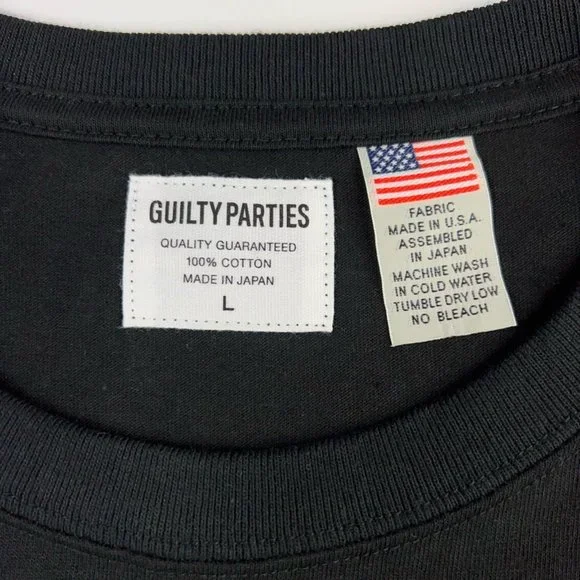 GUILTY PARTIES
QUALITY GUARANTEED
100% COTTON
MADE IN JAPAN
L
FABRIC
MADE IN U.S.A.
ASSEMBLED
IN JAPAN
MACHINE WASH
IN COLD WATER
TUMBLE DRY LOW
NO BLEACH